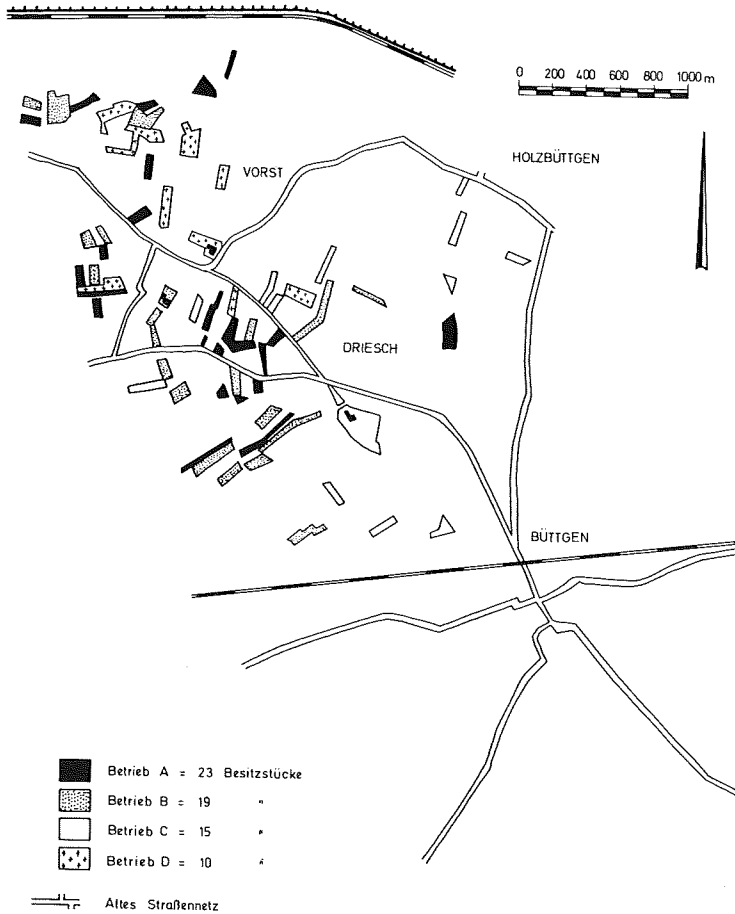 0 200 400 600 800 1000 m
HOLZBÜTTGEN
VORST
DRIESCH
BÜTTGEN
Betrieb A = 23 Besitzstücke
Betrieb B = 19 "
Betrieb C = 15 "
Betrieb D = 10 "
Altes Straßennetz